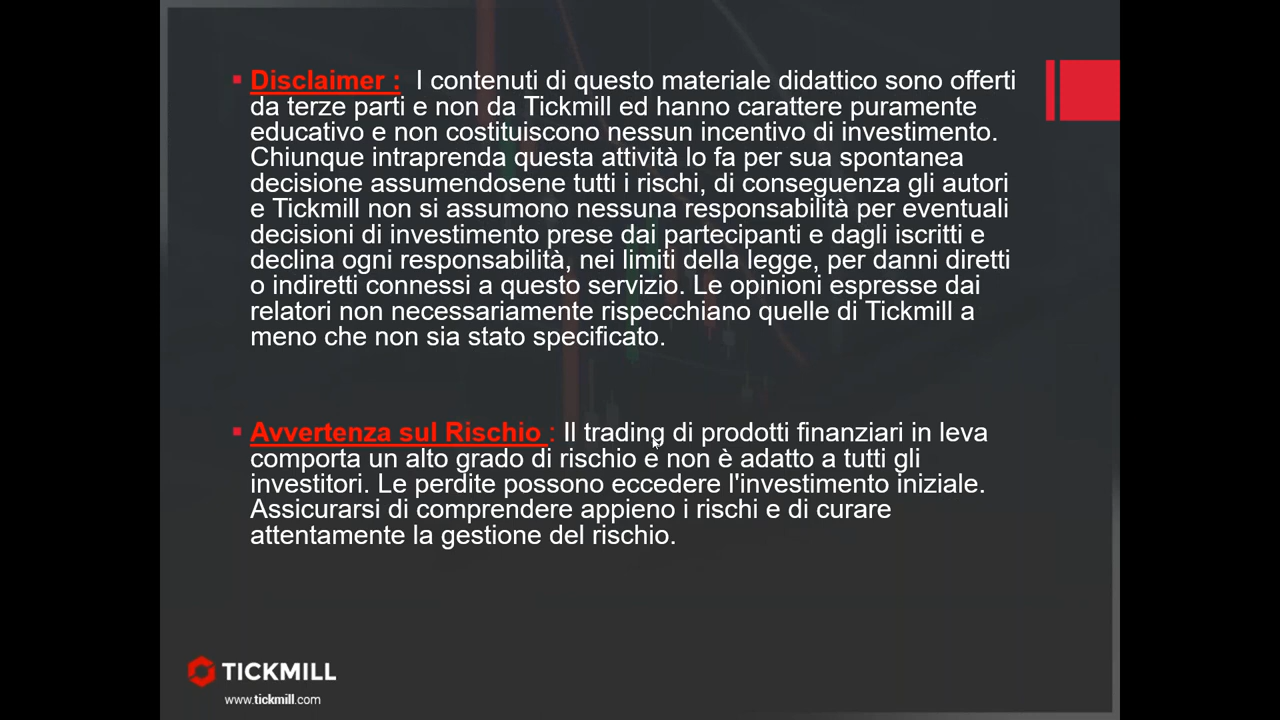 Disclaimer : I contenuti di questo materiale didattico sono offerti
da terze parti e non da Tickmill ed hanno carattere puramente
educativo e non costituiscono nessun incentivo di investimento.
Chiunque intraprenda questa attività lo fa per sua spontanea
decisione assumendosene tutti i rischi, di conseguenza gli autori
e Tickmill non si assumono nessuna responsabilità per eventuali
decisioni di investimento prese dai partecipanti e dagli iscritti e
declina ogni responsabilità, nei limiti della legge, per danni diretti
o indiretti connessi a questo servizio. Le opinioni espresse dai
relatori non necessariamente rispecchiano quelle di Tickmill a
meno che non sia stato specificato.
Avvertenza sul Rischio : Il trading di prodotti finanziari in leva
comporta un alto grado di rischio e non è adatto a tutti gli
investitori. Le perdite possono eccedere l'investimento iniziale.
Assicurarsi di comprendere appieno i rischi e di curare
attentamente la gestione del rischio.
TICKMILL
www.tickmill.com